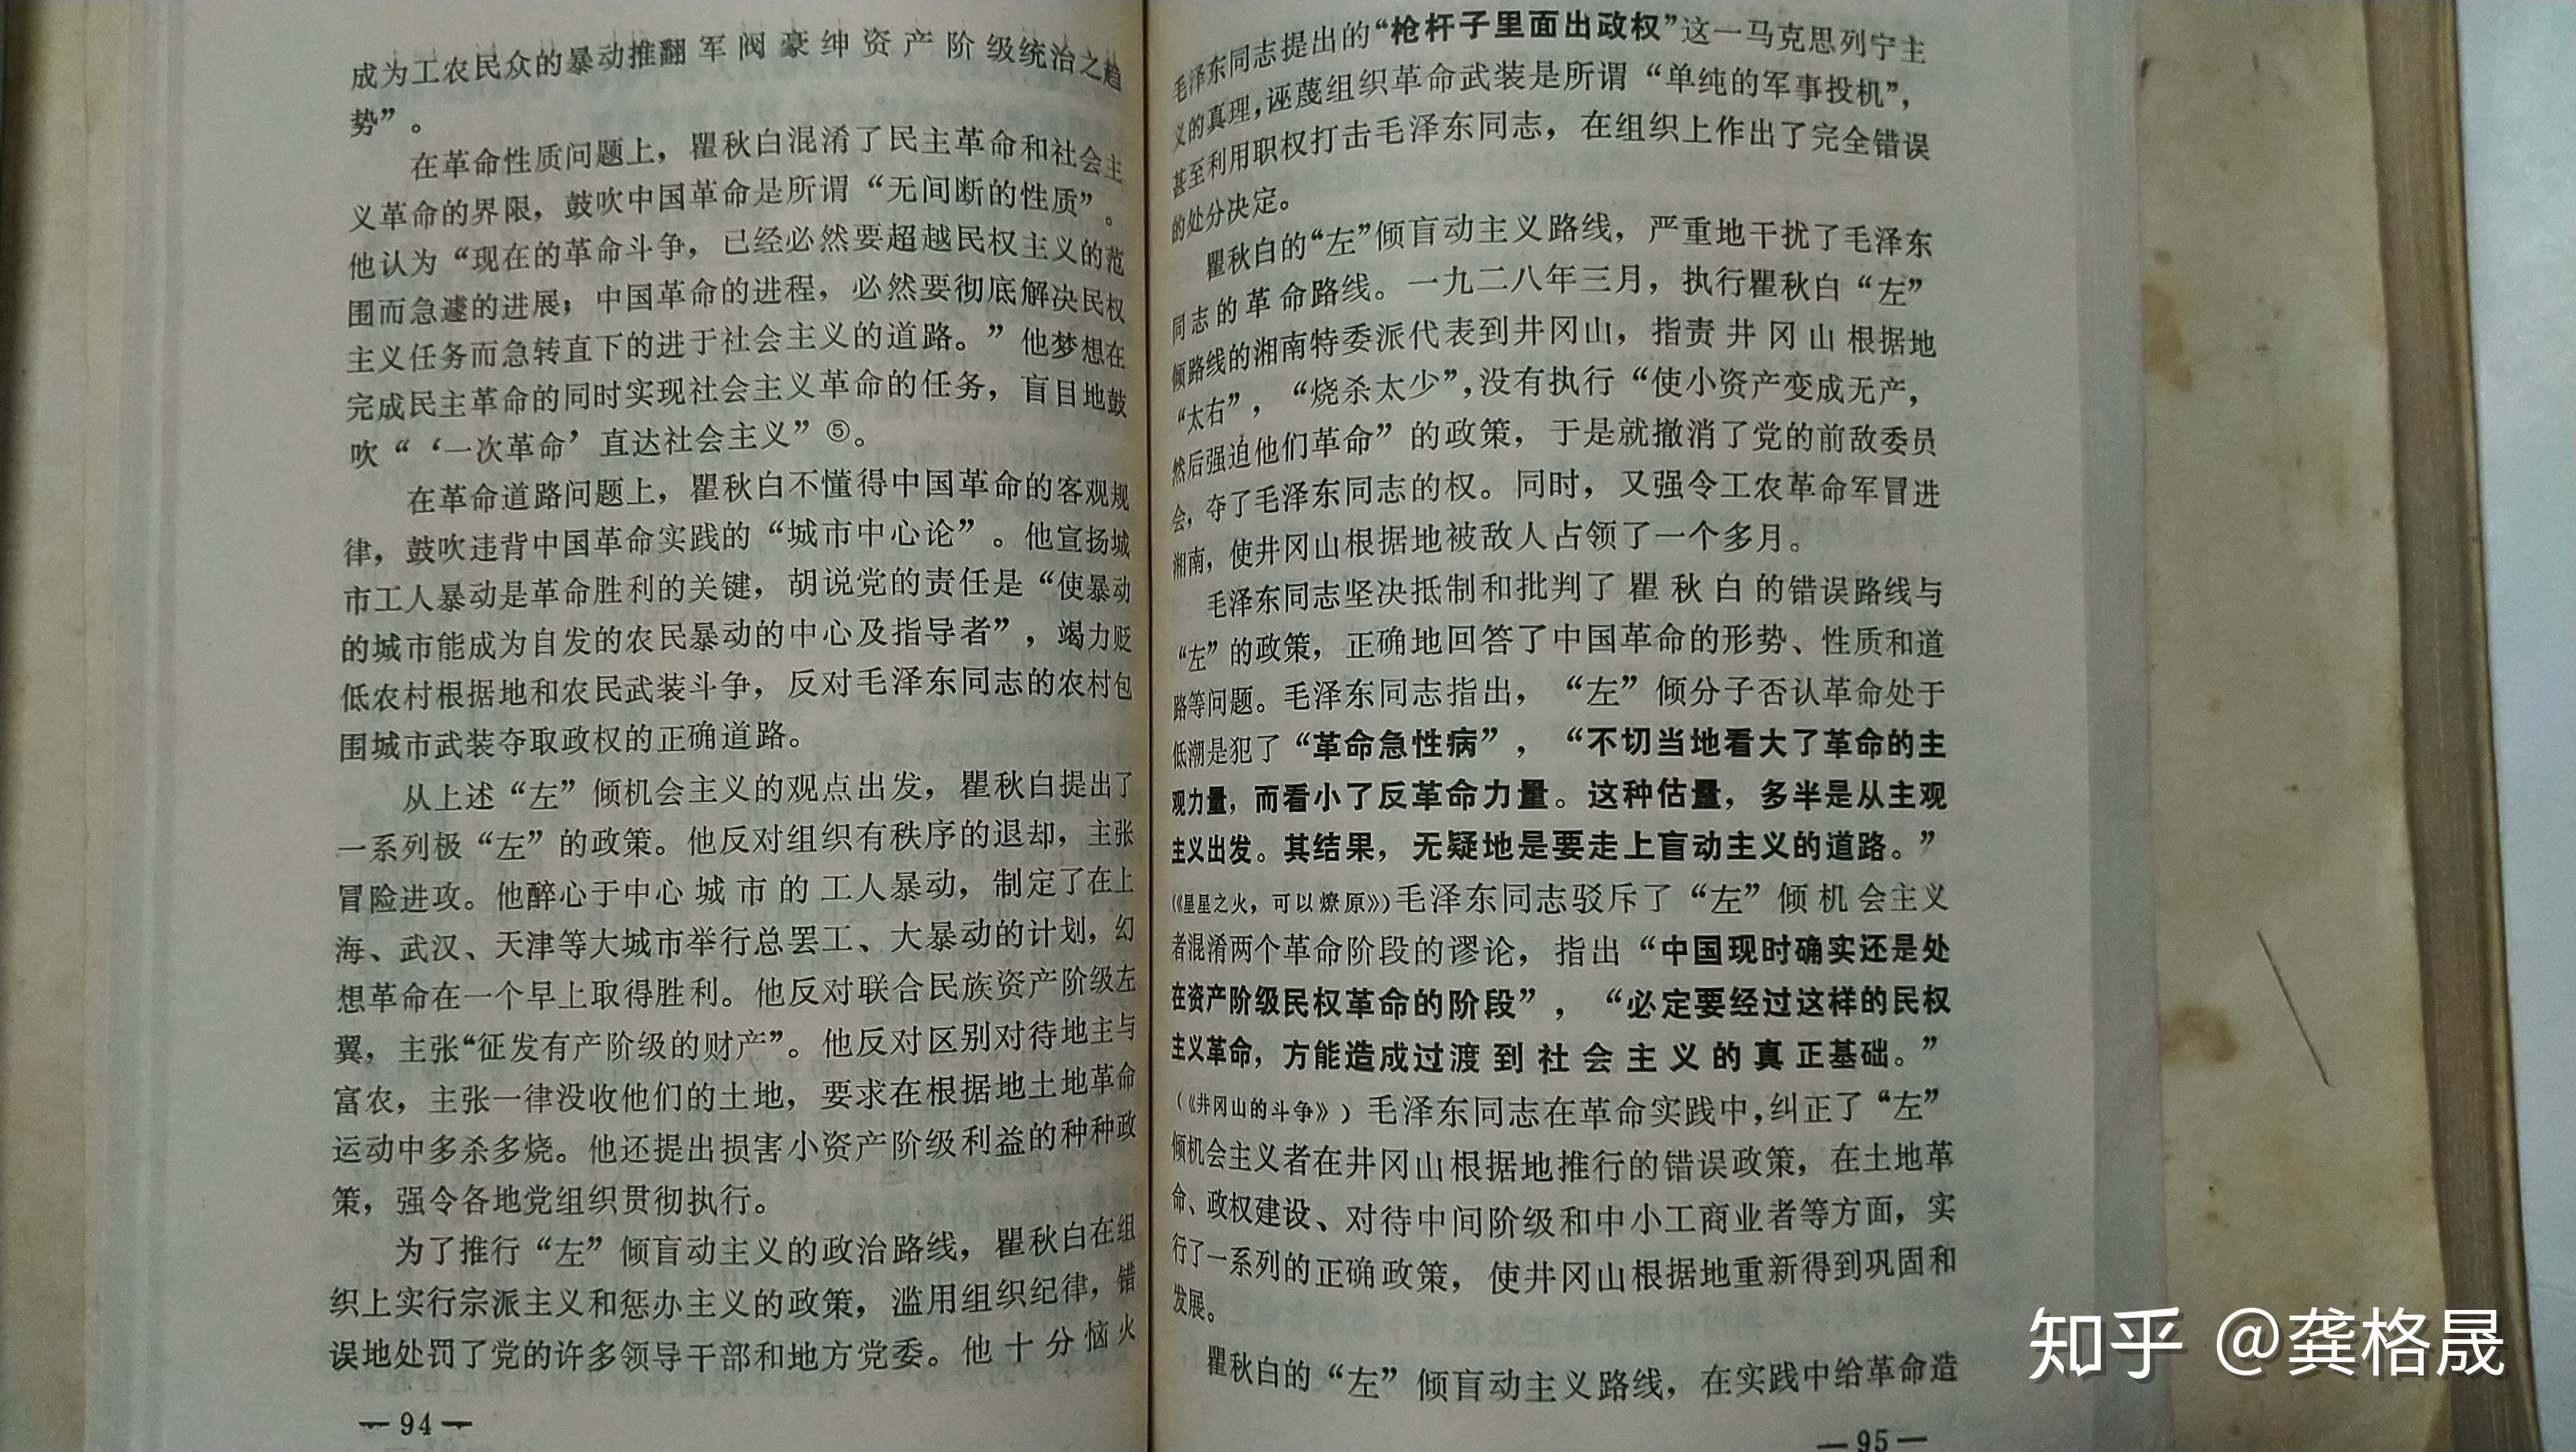 成为工农民众的暴动推翻军阀豪绅资产阶级统治之趋
势”。
在革命性质问题上，瞿秋白混淆了民主革命和社会主
义革命的界限，鼓吹中国革命是所谓“无间断的性质”。
他认为“现在的革命斗争，已经必然要超越民权主义的范
围而急遽的进展；中国革命的进程，必然要彻底解决民权
主义任务而急转直下的进于社会主义的道路。”他梦想在
完成民主革命的同时实现社会主义革命的任务，盲目地鼓
吹“‘一次革命’直达社会主义”⑤。
在革命道路问题上，瞿秋白不懂得中国革命的客观规
律，鼓吹违背中国革命实践的“城市中心论”。他宣扬城
市工人暴动是革命胜利的关键，胡说党的责任是“使暴动
的城市能成为自发的农民暴动的中心及指导者”，竭力贬
低农村根据地和农民武装斗争，反对毛泽东同志的农村包
围城市武装夺取政权的正确道路。
从上述“左”倾机会主义的观点出发，瞿秋白提出了
一系列极“左”的政策。他反对组织有秩序的退却，主张
冒险进攻。他醉心于中心城市的工人暴动，制定了在上
海、武汉、天津等大城市举行总罢工、大暴动的计划，幻
想革命在一个早上取得胜利。他反对联合民族资产阶级左
翼，主张“征发有产阶级的财产”。他反对区别对待地主与
富农，主张一律没收他们的土地，要求在根据地土地革命
运动中多杀多烧。他还提出损害小资产阶级利益的种种政
策，强令各地党组织贯彻执行。
为了推行“左”倾盲动主义的政治路线，瞿秋白在组
织上实行宗派主义和惩办主义的政策，滥用组织纪律，错
误地处罚了党的许多领导干部和地方党委。他十分恼火
—94—
毛泽东同志提出的“枪杆子里面出政权”这一马克思列宁主
义的真理，诬蔑组织革命武装是所谓“单纯的军事投机”，
甚至利用职权打击毛泽东同志，在组织上作出了完全错误
的处分决定。
瞿秋白的“左”倾盲动主义路线，严重地干扰了毛泽东
同志的革命路线。一九二八年三月，执行瞿秋白“左”
倾路线的湘南特委派代表到井冈山，指责井冈山根据地
“太右”，“烧杀太少”，没有执行“使小资产变成无产，
然后强迫他们革命”的政策，于是就撤消了党的前敌委员
会，夺了毛泽东同志的权。同时，又强令工农革命军冒进
湘南，使井冈山根据地被敌人占领了一个多月。
毛泽东同志坚决抵制和批判了瞿秋白的错误路线与
“左”的政策，正确地回答了中国革命的形势、性质和道
路等问题。毛泽东同志指出，“左”倾分子否认革命处于
低潮是犯了“革命急性病”，“不切当地看大了革命的主
观力量，而看小了反革命力量。这种估量，多半是从主观
主义出发。其结果，无疑地是要走上盲动主义的道路。”
（《星星之火，可以燎原》）毛泽东同志驳斥了“左”倾机会主义
者混淆两个革命阶段的谬论，指出“中国现时确实还是处
在资产阶级民权革命的阶段”，“必定要经过这样的民权
主义革命，方能造成过渡到社会主义的真正基础。”
（《井冈山的斗争》）毛泽东同志在革命实践中，纠正了“左”
倾机会主义者在井冈山根据地推行的错误政策，在土地革
命、政权建设、对待中间阶级和中小工商业者等方面，实
行了一系列的正确政策，使井冈山根据地重新得到巩固和
发展。
瞿秋白的“左”倾盲动主义路线，在实践中给革命造
—95—
知乎 @龚格晟